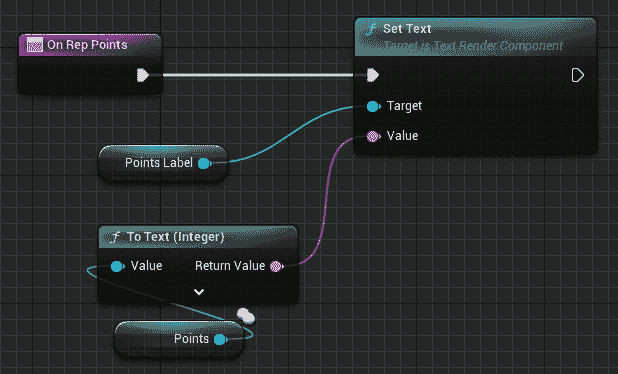 On Rep Points
f Set Text
Target is Text Render Component
Target
Value
Points Label
f To Text (Integer)
Value Return Value
Points